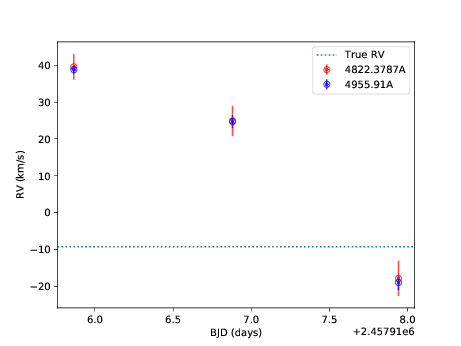 True RV
4822.3787A
4955.91A
RV (km/s)
40
30
20
10
0
−10
−20
6.0 6.5 7.0 7.5 8.0
BJD (days)
+2.45791e6